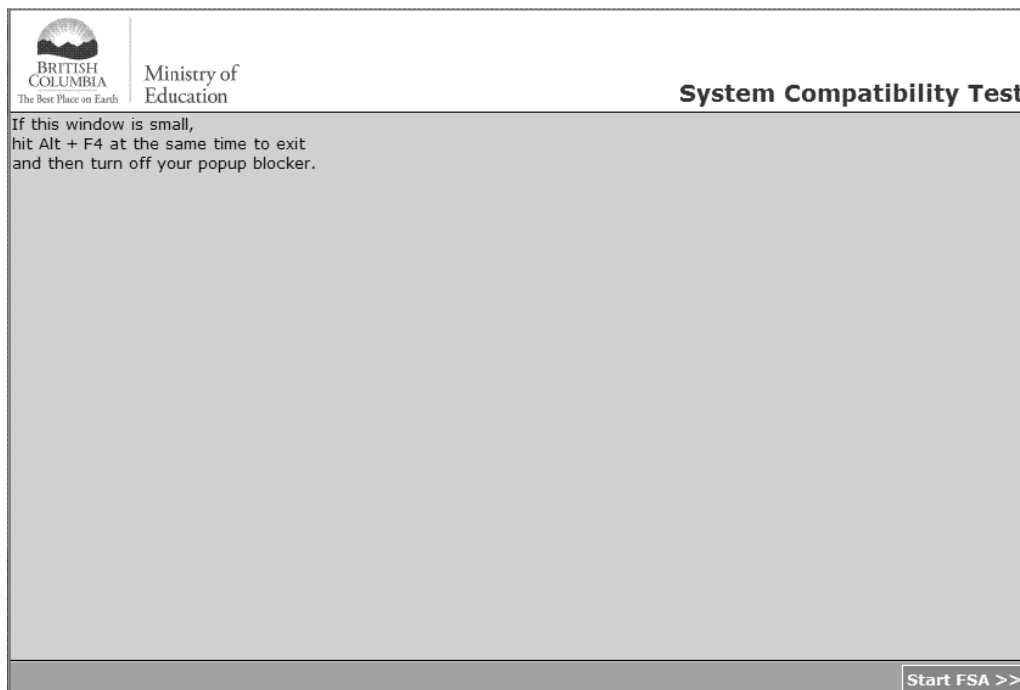 BRITISH
COLUMBIA
The Best Place on Earth
Ministry of
Education
System Compatibility Test
If this window is small,
hit Alt + F4 at the same time to exit
and then turn off your popup blocker.
Start FSA >>